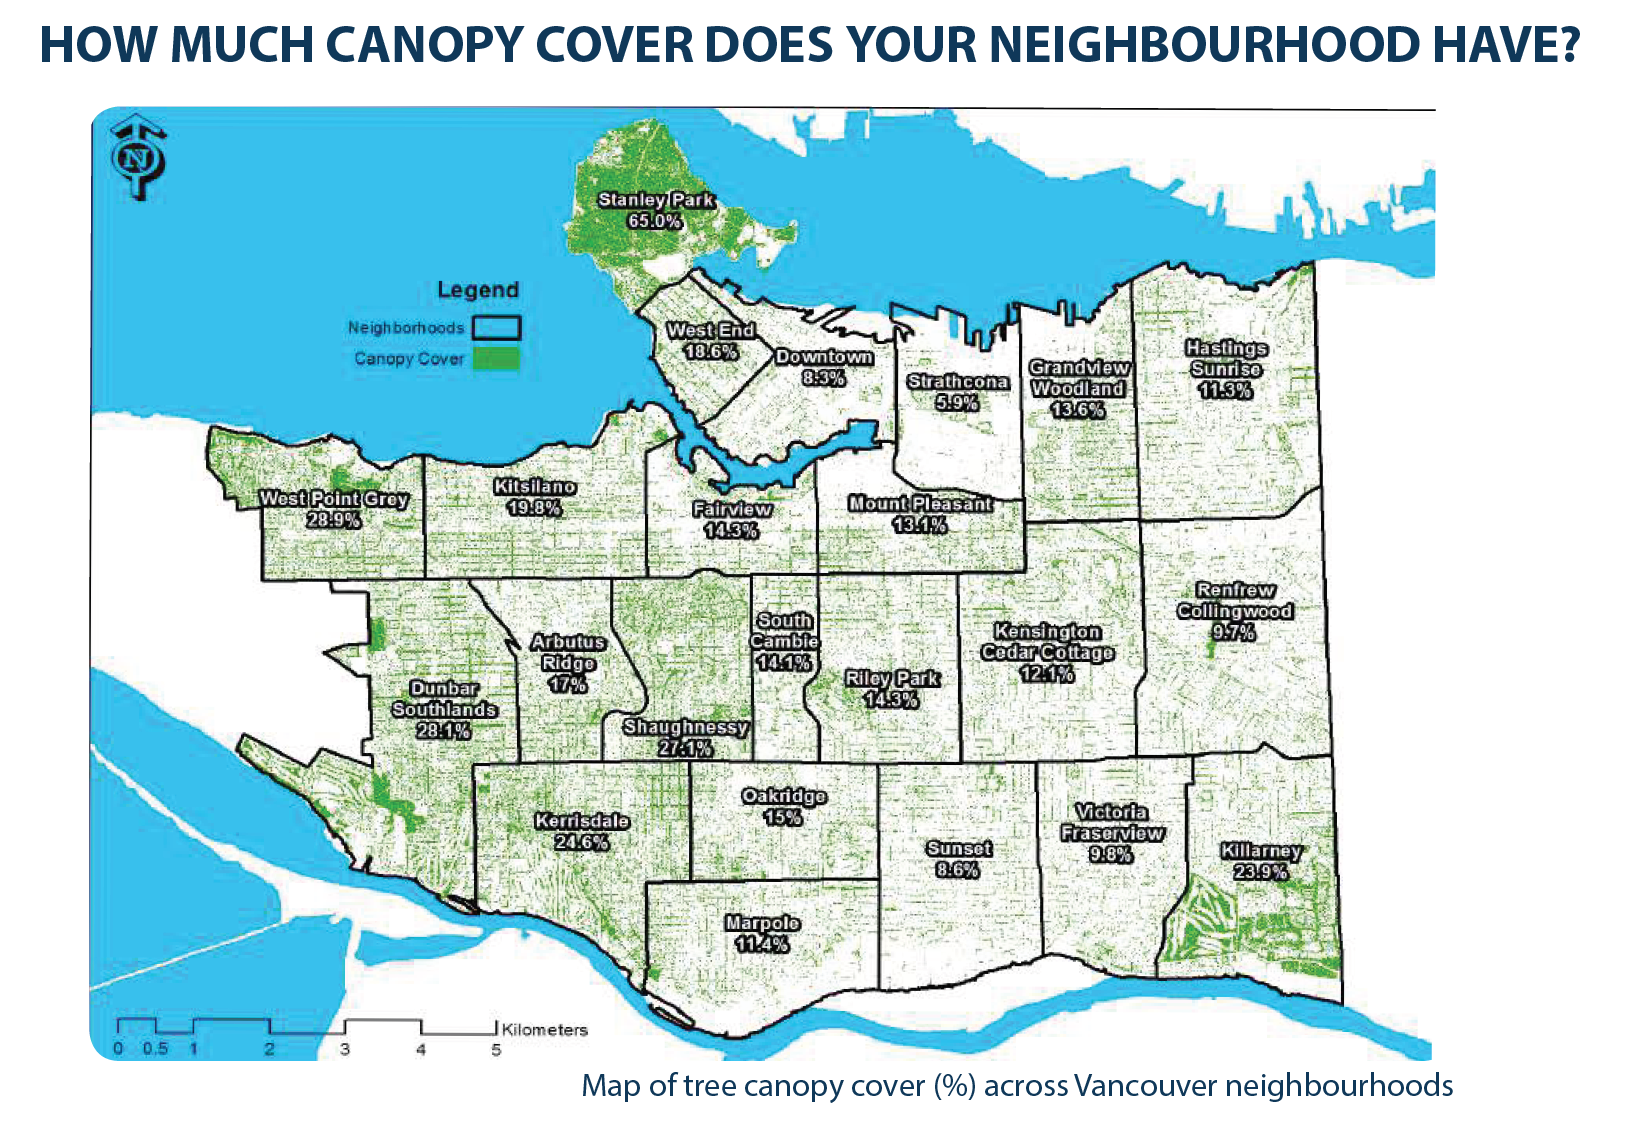 HOW MUCH CANOPY COVER DOES YOUR NEIGHBOURHOOD HAVE?
N
Stanley Park
65.0%
Legend
Neighborhoods
Canopy Cover
West End
18.6%
Downtown
8.3%
Strathcona
5.9%
Grandview
Woodland
13.6%
Hastings
Sunrise
11.3%
West Point Grey
28.9%
Kitsilano
19.8%
Fairview
14.3%
Mount Pleasant
13.1%
Renfrew
Collingwood
9.7%
Dunbar
Southlands
28.1%
Arbutus
Ridge
17%
Shaughnessy
27.1%
South
Cambie
14.1%
Riley Park
14.3%
Kensington
Cedar Cottage
12.1%
Kerrisdale
24.6%
Oakridge
15%
Sunset
8.6%
Victoria
Fraserview
9.8%
Killarney
23.9%
Marpole
11.4%
Kilometers
0 0.5 1 2 3 4 5
Map of tree canopy cover (%) across Vancouver neighbourhoods